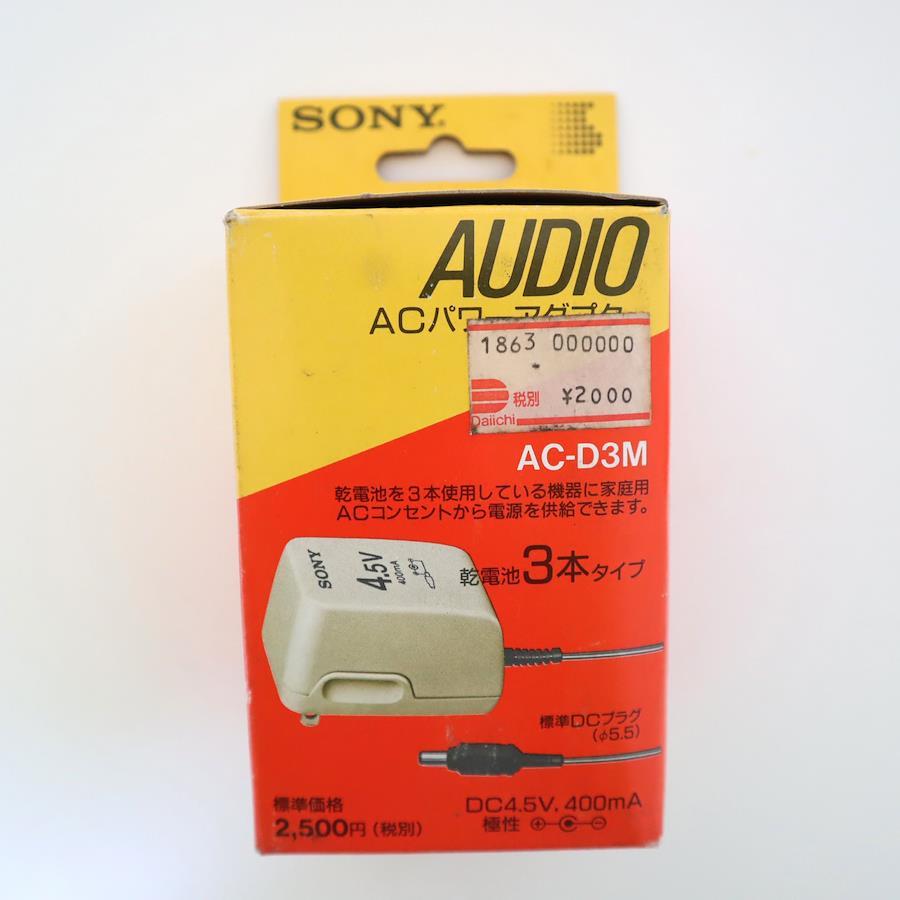 SONY
AUDIO
ACパワーアダプター
1863 000000
税別 ¥2000
Daiichi
AC-D3M
乾電池を3本使用している機器に家庭用
ACコンセントから電源を供給できます。
乾電池3本タイプ
SONY
4.5V
400mA
標準DCプラグ
(φ5.5)
標準価格
2,500円(税別)
DC4.5V, 400mA
極性 ⊕-●-⊖